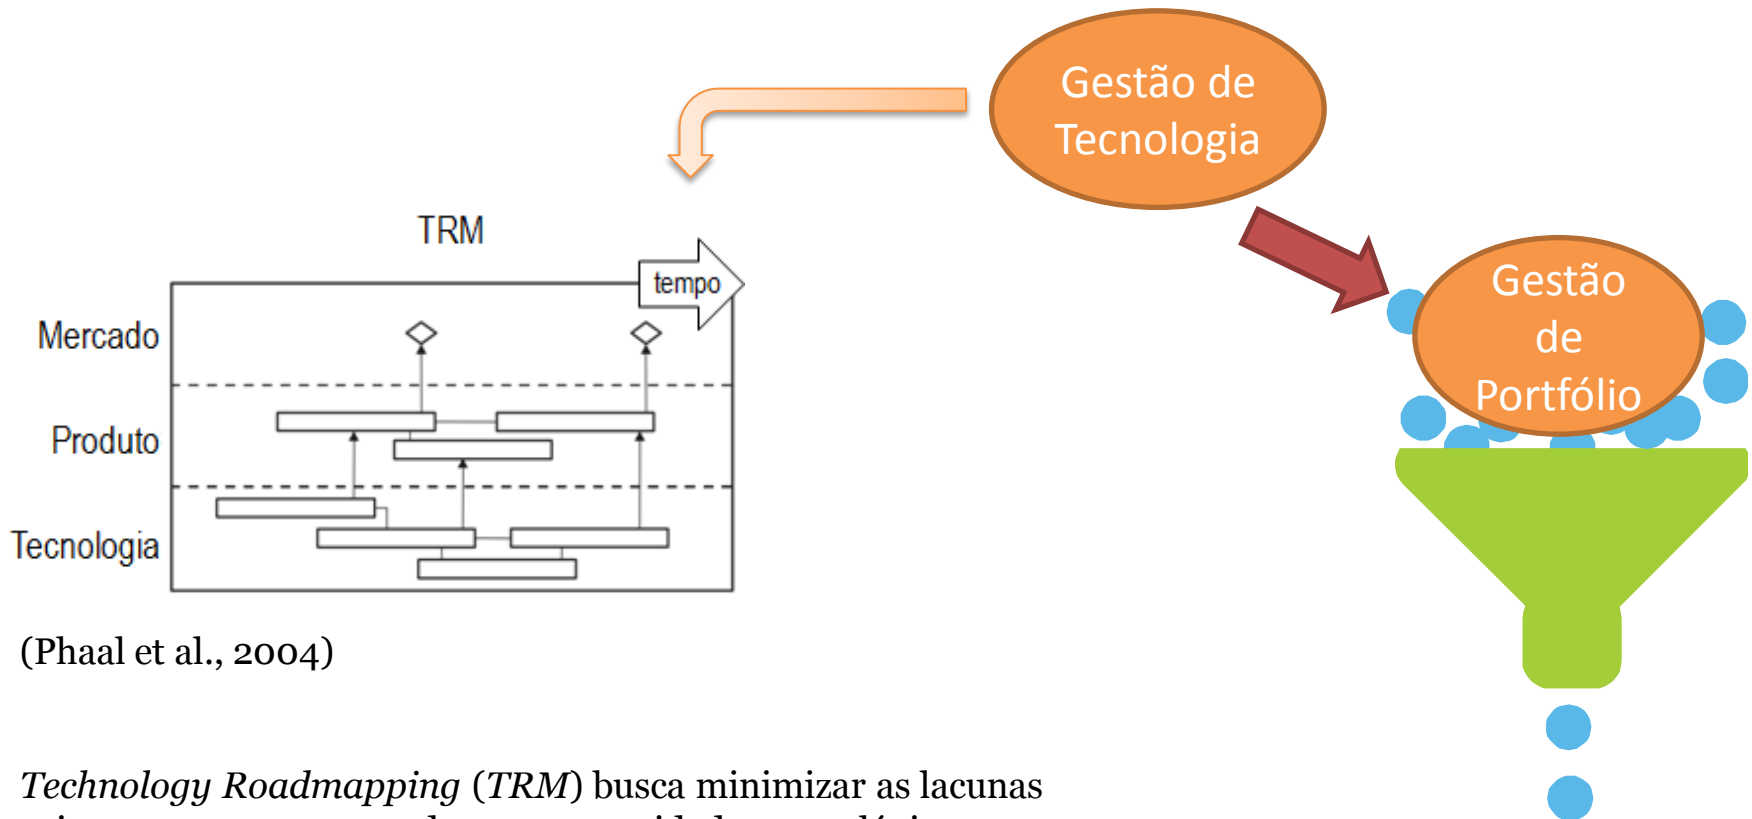 Gestão de
Tecnologia
TRM
tempo
Mercado
Produto
Tecnologia
Gestão
de
Portfólio
(Phaal et al., 2004)
Technology Roadmapping (TRM) busca minimizar as lacunas